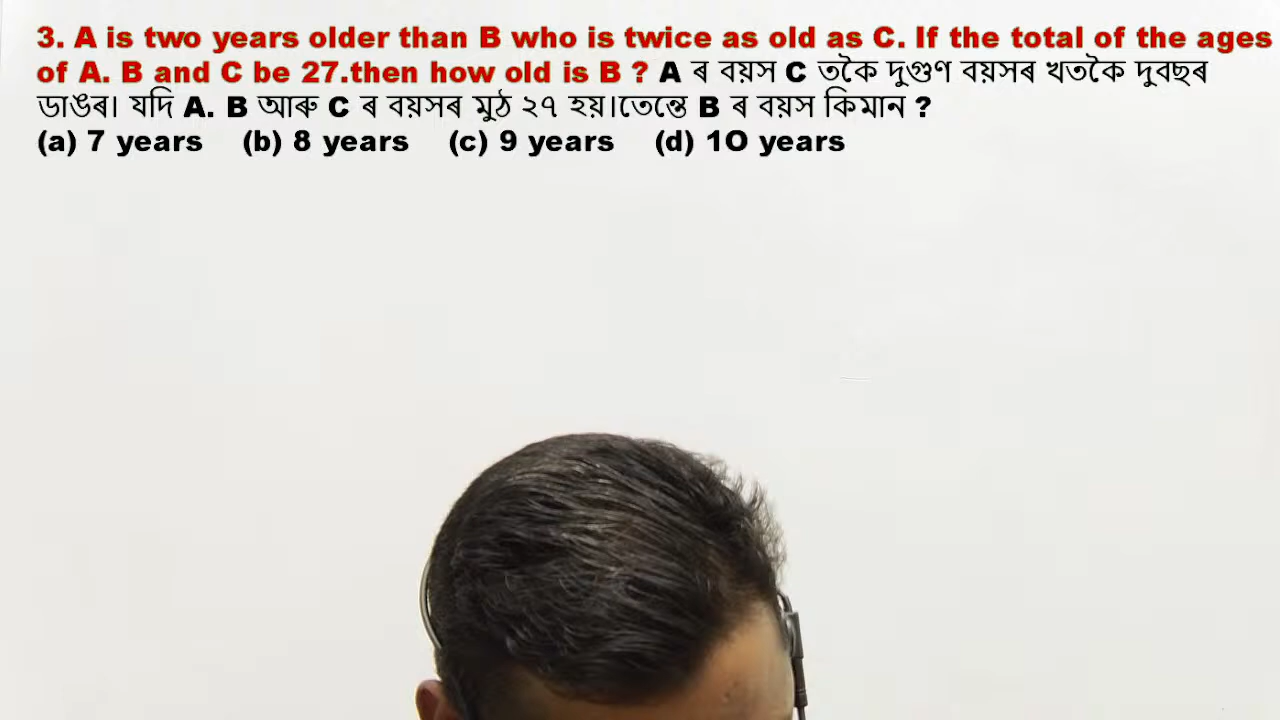 3. A is two years older than B who is twice as old as C. If the total of the ages
of A. B and C be 27.then how old is B ? A ৰ বয়স C তকৈ দুগুণ বয়সৰ খতকৈ দুবছৰ
ডাঙৰ। যদি A. B আৰু C ৰ বয়সৰ মুঠ ২৭ হয়।তেন্তে B ৰ বয়স কিমান ?
(a) 7 years (b) 8 years (c) 9 years (d) 1O years